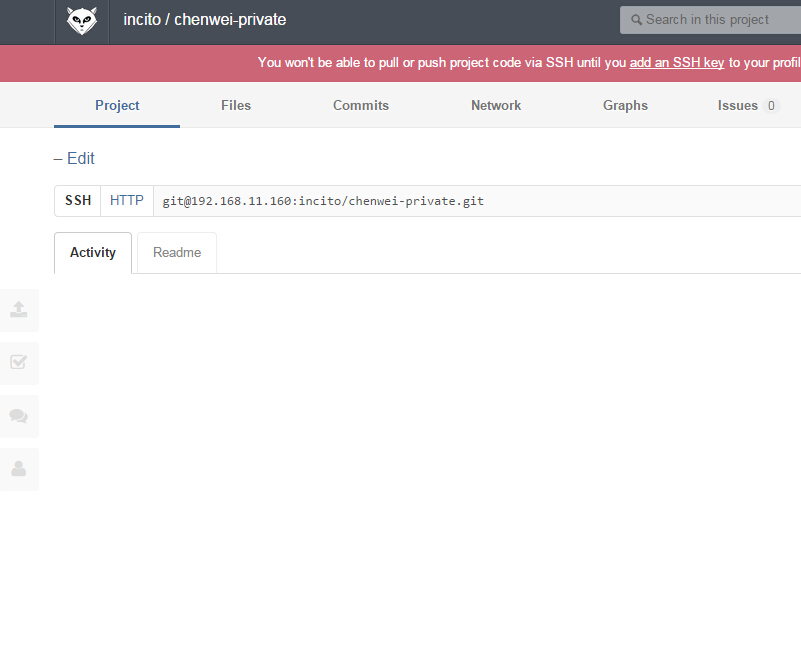 incito / chenwei-private
Search in this project
You won't be able to pull or push project code via SSH until you add an SSH key to your profil
Project Files Commits Network Graphs Issues 0
– Edit
SSH HTTP git@192.168.11.160:incito/chenwei-private.git
Activity Readme